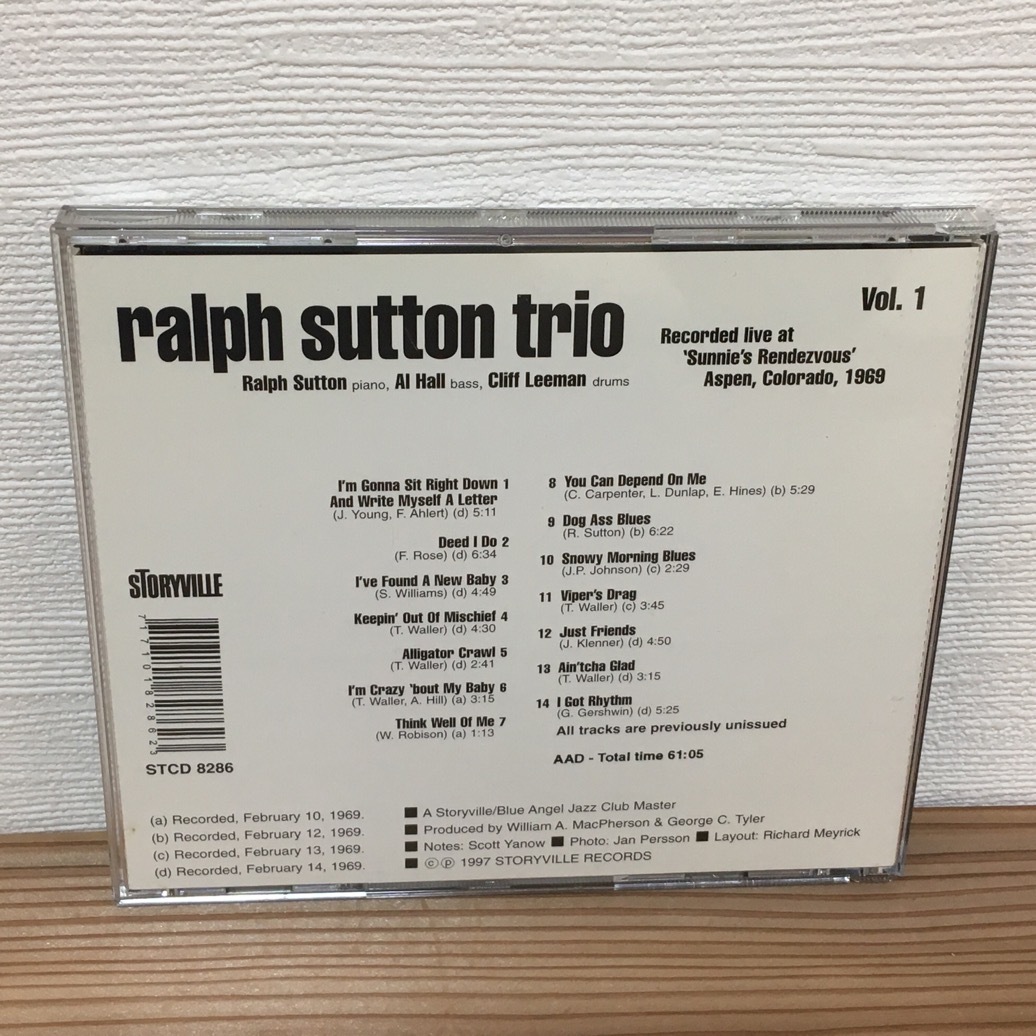 ralph sutton trio
Vol. 1
Ralph Sutton piano, Al Hall bass, Cliff Leeman drums
Recorded live at
'Sunnie's Rendezvous'
Aspen, Colorado, 1969
I'm Gonna Sit Right Down 1
And Write Myself A Letter
(J. Young, F. Ahlert) (d) 5:11
Deed I Do 2
(F. Rose) (d) 6:34
I've Found A New Baby 3
(S. Williams) (d) 4:49
Keepin' Out Of Mischief 4
(T. Waller) (d) 4:30
Alligator Crawl 5
(T. Waller) (d) 2:41
I'm Crazy 'bout My Baby 6
(T. Waller, A. Hill) (a) 3:15
Think Well Of Me 7
(W. Robison) (a) 1:13
8 You Can Depend On Me
(C. Carpenter, L. Dunlap, E. Hines) (b) 5:29
9 Dog Ass Blues
(R. Sutton) (b) 6:22
10 Snowy Morning Blues
(J.P. Johnson) (c) 2:29
11 Viper's Drag
(T. Waller) (c) 3:45
12 Just Friends
(J. Klenner) (d) 4:50
13 Ain'tcha Glad
(T. Waller) (d) 3:15
14 I Got Rhythm
(G. Gershwin) (d) 5:25
All tracks are previously unissued
AAD - Total time 61:05
STORYVILLE
717101828623
STCD 8286
(a) Recorded, February 10, 1969.
(b) Recorded, February 12, 1969.
(c) Recorded, February 13, 1969.
(d) Recorded, February 14, 1969.
■ A Storyville/Blue Angel Jazz Club Master
■ Produced by William A. MacPherson & George C. Tyler
■ Notes: Scott Yanow ■ Photo: Jan Persson ■ Layout: Richard Meyrick
■ ©℗ 1997 STORYVILLE RECORDS